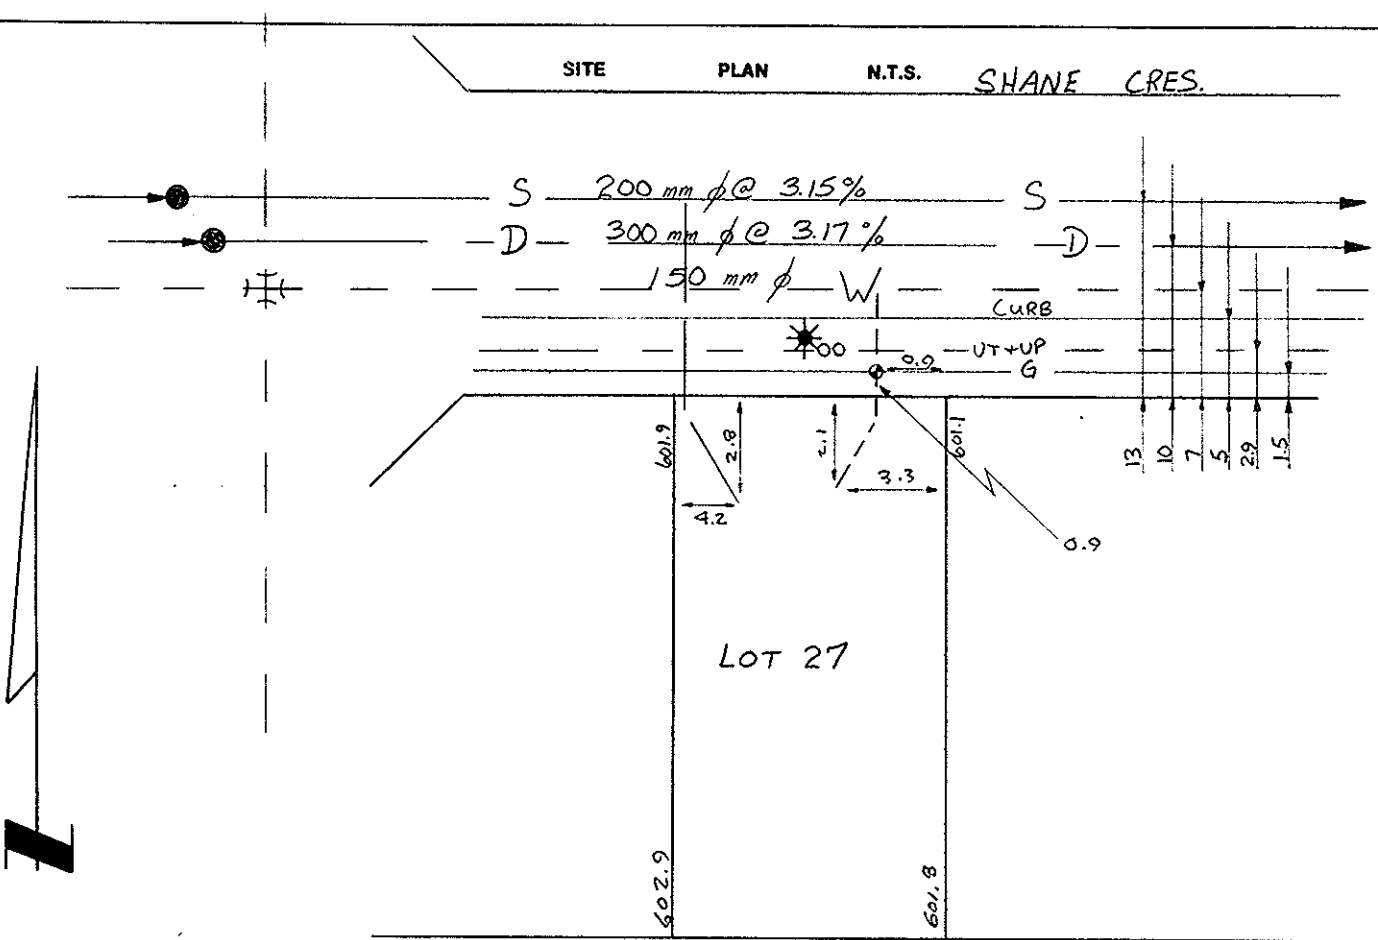 SITE PLAN N.T.S. SHANE CRES.
S 200 mm ϕ @ 3.15% S
D 300 mm ϕ @ 3.17% D
150 mm ϕ W
CURB
UT+UP
0.9 G
601.9 2.8 2.1 601.1
13 10 7 5 2.9 1.5
4.2 3.3
0.9
LOT 27
602.9 601.8